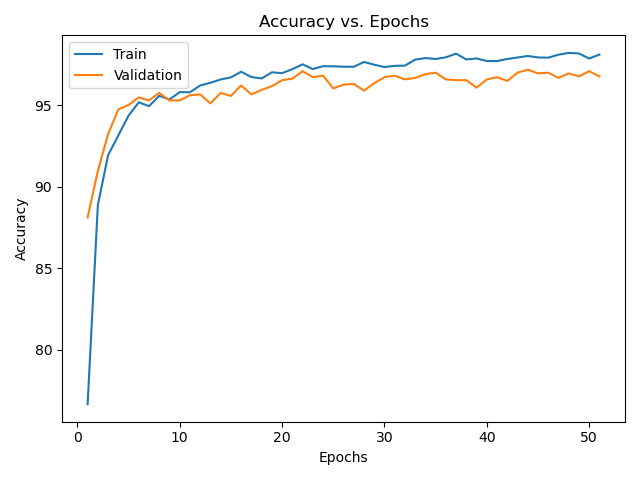 Accuracy vs. Epochs
Train
Validation
95
90
85
80
Accuracy
0 10 20 30 40 50
Epochs